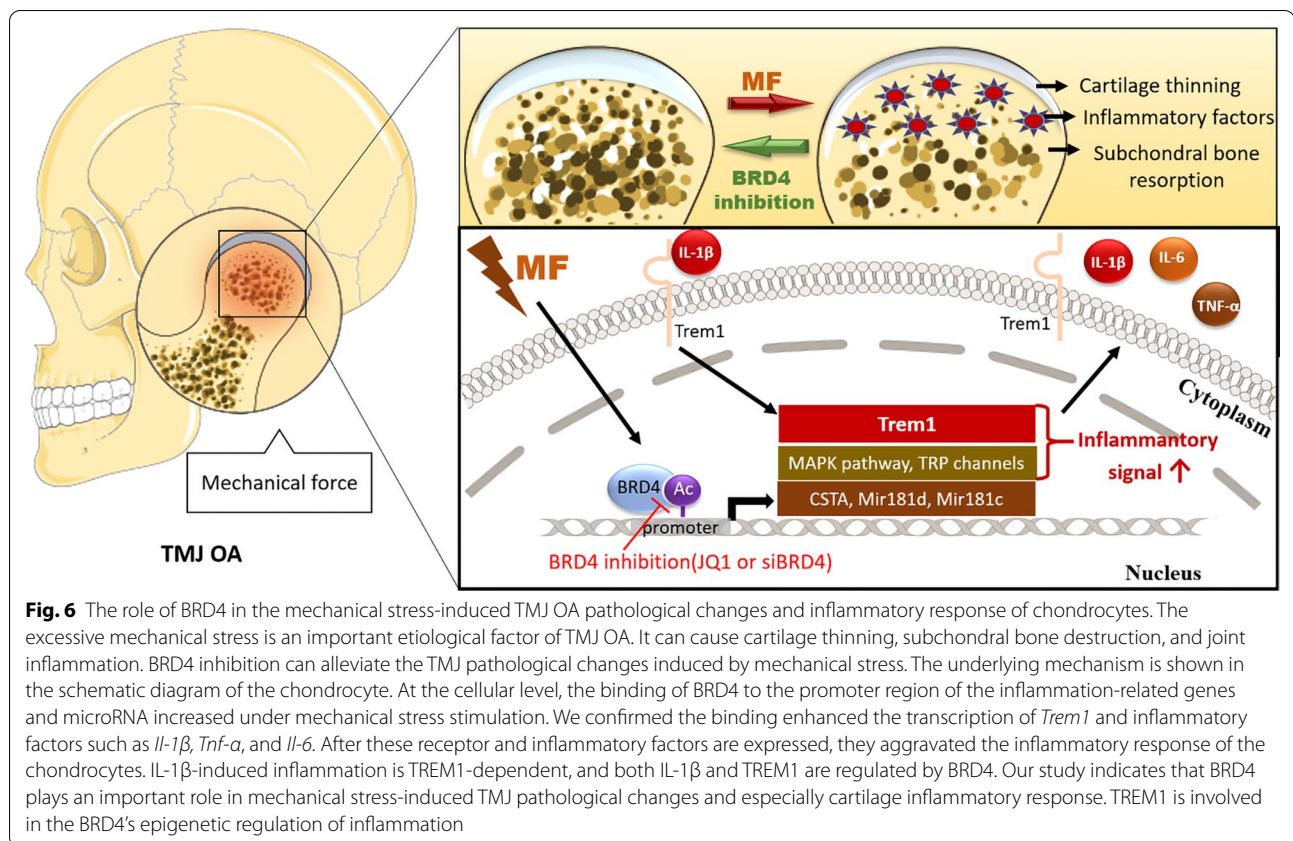 MF
BRD4
inhibition
Cartilage thinning
Inflammatory factors
Subchondral bone
resorption
Mechanical force
TMJ OA
MF
IL-1β
Trem1
Trem1
IL-1β
IL-6
TNF-α
Cytoplasm
Trem1
MAPK pathway, TRP channels
CSTA, Mir181d, Mir181c
Inflammantory
signal ↑
BRD4
Ac
promoter
BRD4 inhibition(JQ1 or siBRD4)
Nucleus
Fig. 6 The role of BRD4 in the mechanical stress-induced TMJ OA pathological changes and inflammatory response of chondrocytes. The
excessive mechanical stress is an important etiological factor of TMJ OA. It can cause cartilage thinning, subchondral bone destruction, and joint
inflammation. BRD4 inhibition can alleviate the TMJ pathological changes induced by mechanical stress. The underlying mechanism is shown in
the schematic diagram of the chondrocyte. At the cellular level, the binding of BRD4 to the promoter region of the inflammation-related genes
and microRNA increased under mechanical stress stimulation. We confirmed the binding enhanced the transcription of Trem1 and inflammatory
factors such as Il-1β, Tnf-α, and Il-6. After these receptor and inflammatory factors are expressed, they aggravated the inflammatory response of the
chondrocytes. IL-1β-induced inflammation is TREM1-dependent, and both IL-1β and TREM1 are regulated by BRD4. Our study indicates that BRD4
plays an important role in mechanical stress-induced TMJ pathological changes and especially cartilage inflammatory response. TREM1 is involved
in the BRD4's epigenetic regulation of inflammation